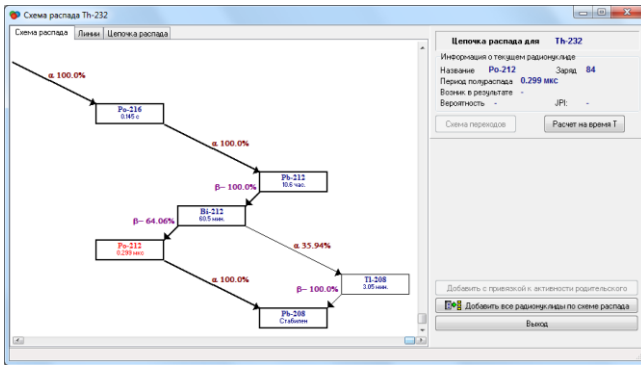 Схема распада Th-232
Схема распада Линии Цепочка распада
α 100.0%
Po-216
0.145 с
α 100.0%
Pb-212
10.6 час.
β- 100.0%
Bi-212
60.5 мин.
β- 64.06%
α 35.94%
Po-212
0.299 мкс
Tl-208
3.05 мин.
α 100.0%
β- 100.0%
Pb-208
Стабилен
Цепочка распада для Th-232
Информация о текущем радионуклиде
Название Po-212 Заряд 84
Период полураспада 0.299 мкс
Возник в результате -
Вероятность - JPI: -
Схема переходов Расчет на время T
Добавить с привязкой к активности родительского
Добавить все радионуклиды по схеме распада
Выход